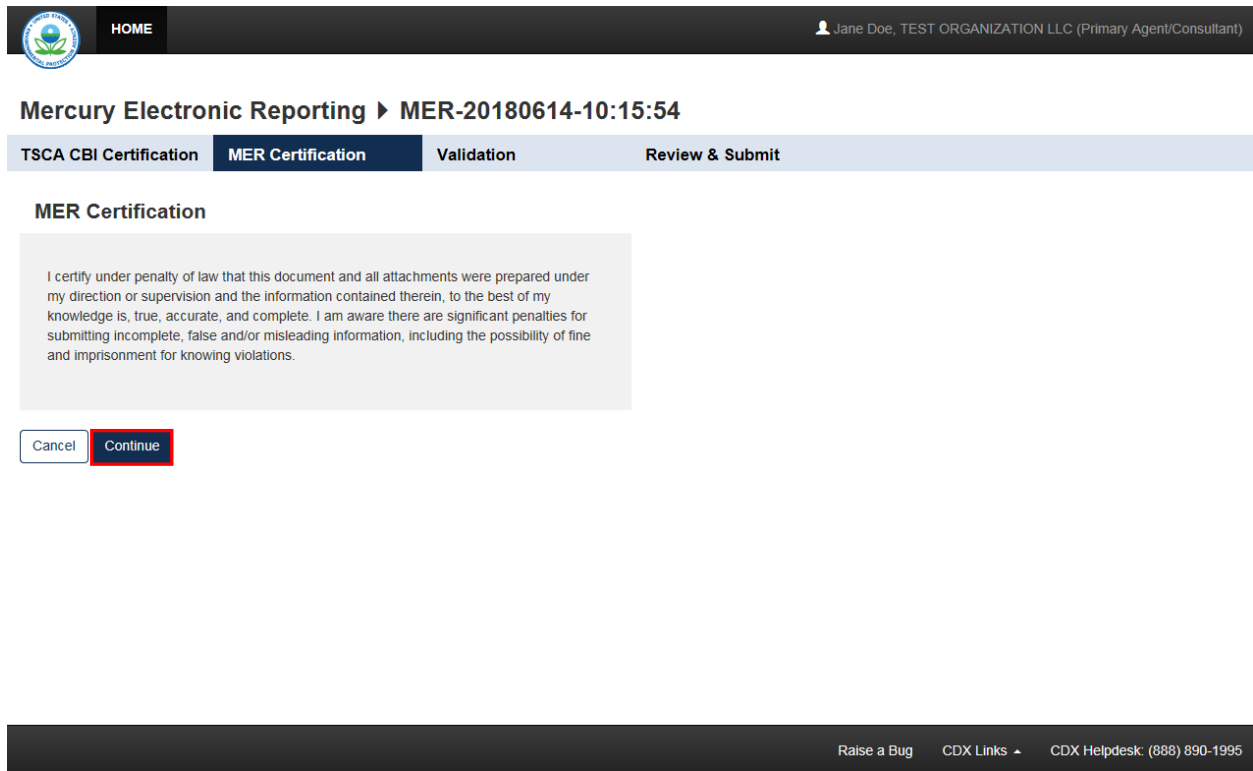 HOME
Jane Doe, TEST ORGANIZATION LLC (Primary Agent/Consultant)
Mercury Electronic Reporting MER-20180614-10:15:54
TSCA CBI Certification MER Certification Validation Review & Submit
MER Certification
I certify under penalty of law that this document and all attachments were prepared under
my direction or supervision and the information contained therein, to the best of my
knowledge is, true, accurate, and complete. I am aware there are significant penalties for
submitting incomplete, false and/or misleading information, including the possibility of fine
and imprisonment for knowing violations.
Cancel Continue
Raise a Bug CDX Links CDX Helpdesk: (888) 890-1995